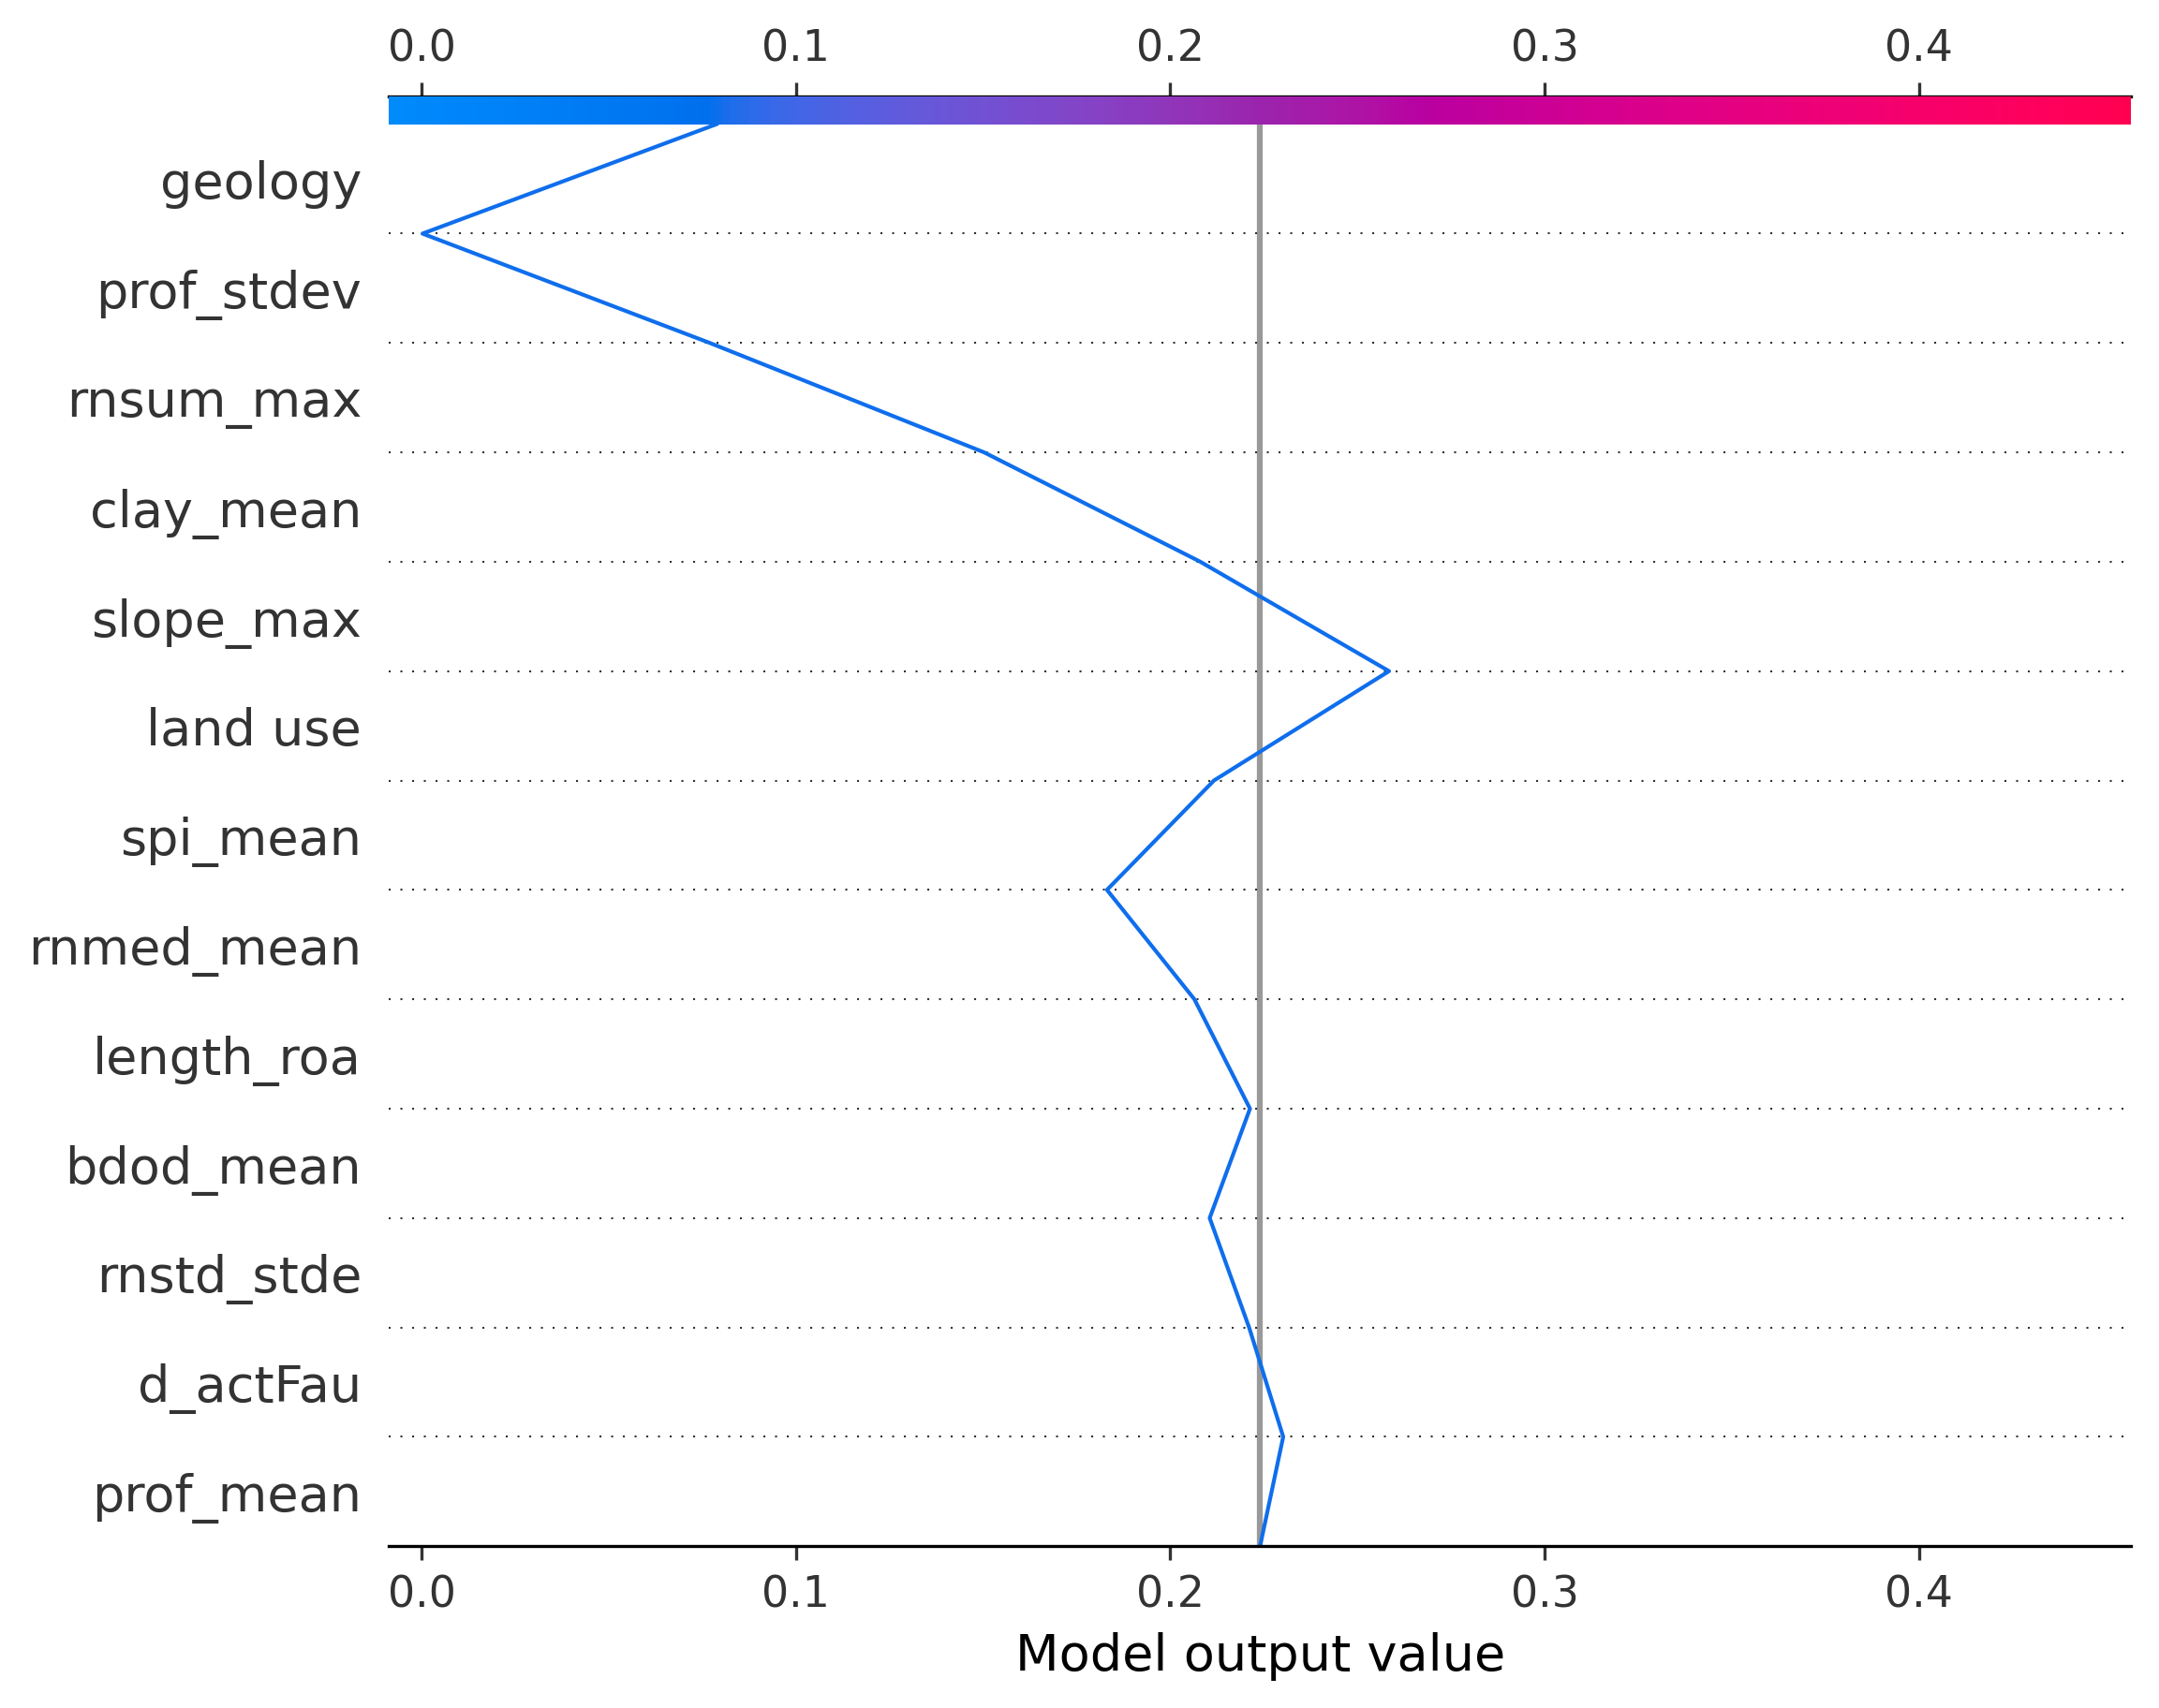 0.0 0.1 0.2 0.3 0.4
geology
prof_stdev
rnsum_max
clay_mean
slope_max
land use
spi_mean
rnmed_mean
length_roa
bdod_mean
rnstd_stde
d_actFau
prof_mean
0.0 0.1 0.2 0.3 0.4
Model output value